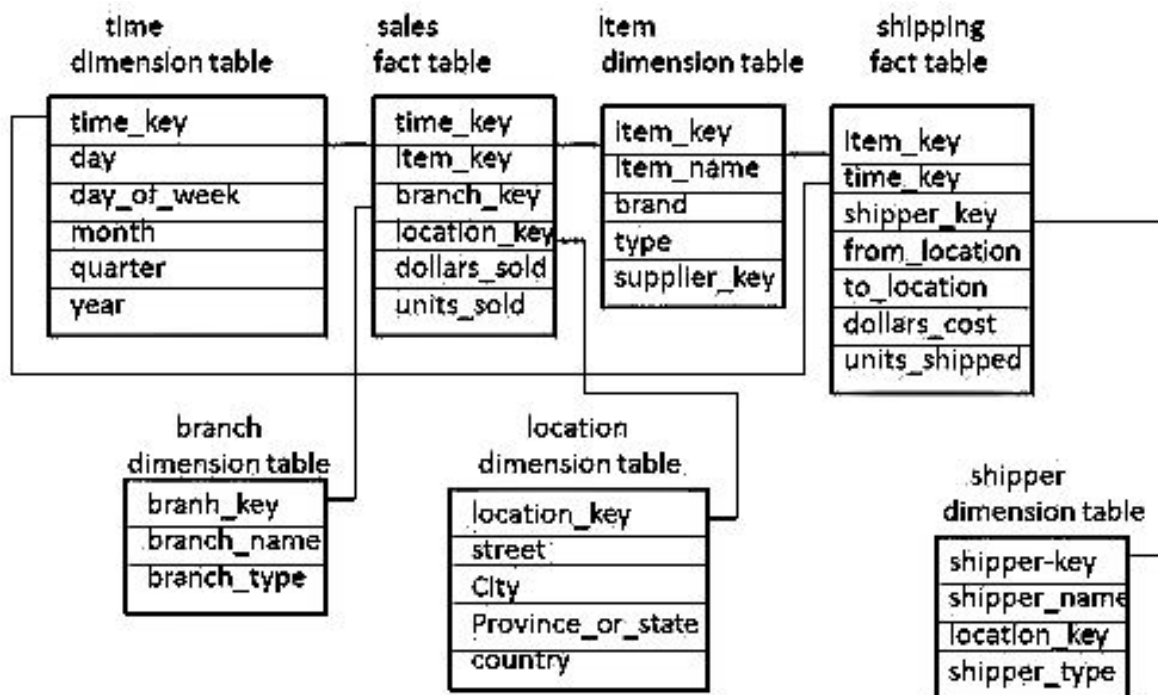 time
dimension table
time_key
day
day_of_week
month
quarter
year
sales
fact table
time_key
item_key
branch_key
location_key
dollars_sold
units_sold
item
dimension table
item_key
item_name
brand
type
supplier_key
shipping
fact table
item_key
time_key
shipper_key
from_location
to_location
dollars_cost
units_shipped
branch
dimension table
branh_key
branch_name
branch_type
location
dimension table
location_key
street
City
Province_or_state
country
shipper
dimension table
shipper-key
shipper_name
location_key
shipper_type